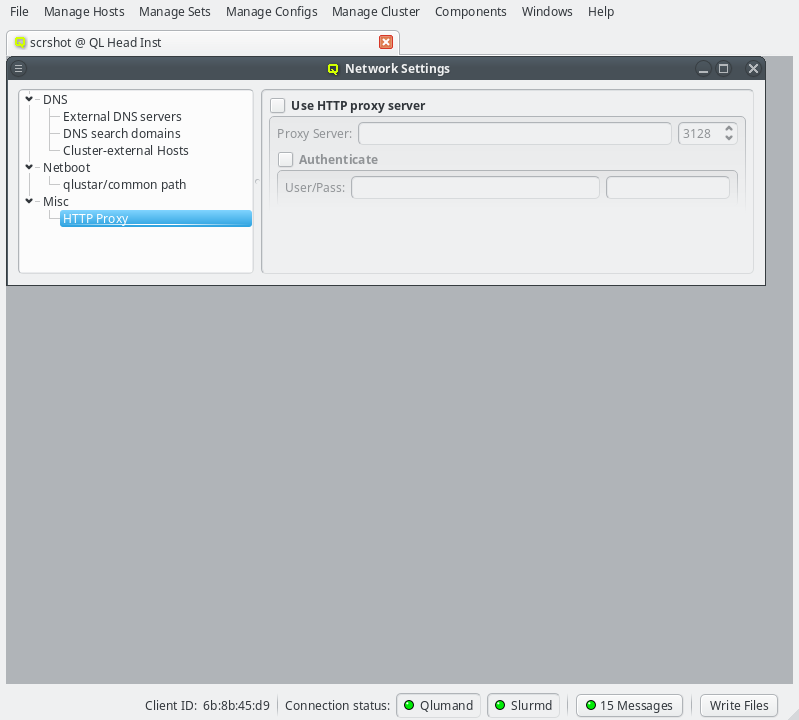 File Manage Hosts Manage Sets Manage Configs Manage Cluster Components Windows Help
scrshot @ QL Head Inst
Network Settings
DNS
External DNS servers
DNS search domains
Cluster-external Hosts
Netboot
qlustar/common path
Misc
HTTP Proxy
Use HTTP proxy server
Proxy Server: 3128
Authenticate
User/Pass:
Client ID: 6b:8b:45:d9 Connection status: Qlumand Slurmd 15 Messages Write Files